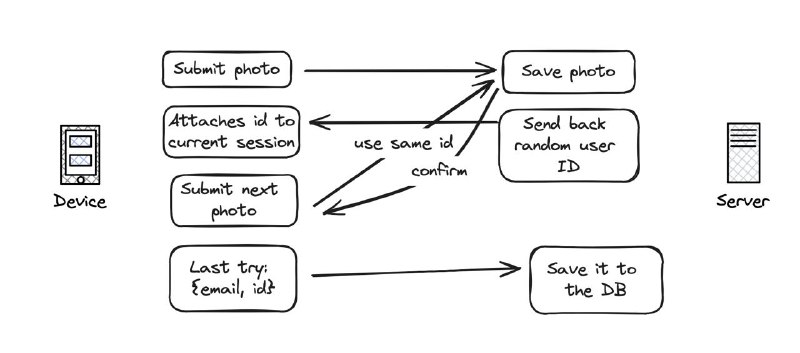 Submit photo
Save photo
Attaches id to
current session
Send back
random user
ID
use same id
confirm
Submit next
photo
Device
Server
Last try:
{email, id}
Save it to
the DB